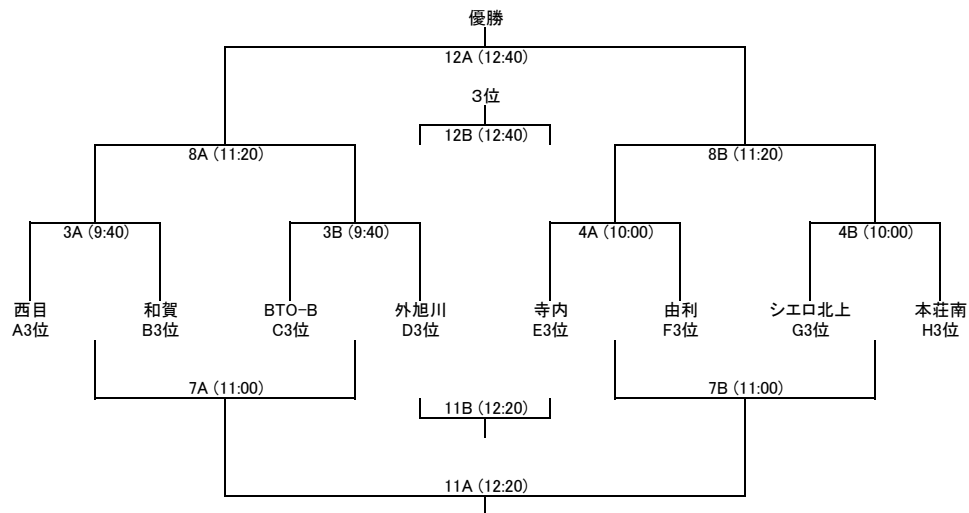 優勝
12A (12:40)
3位
12B (12:40)
8A (11:20)
8B (11:20)
3A (9:40)
3B (9:40)
4A (10:00)
4B (10:00)
西目 和賀 BTO-B 外旭川 寺内 由利 シエロ北上 本荘南
A3位 B3位 C3位 D3位 E3位 F3位 G3位 H3位
7A (11:00)
7B (11:00)
11B (12:20)
11A (12:20)